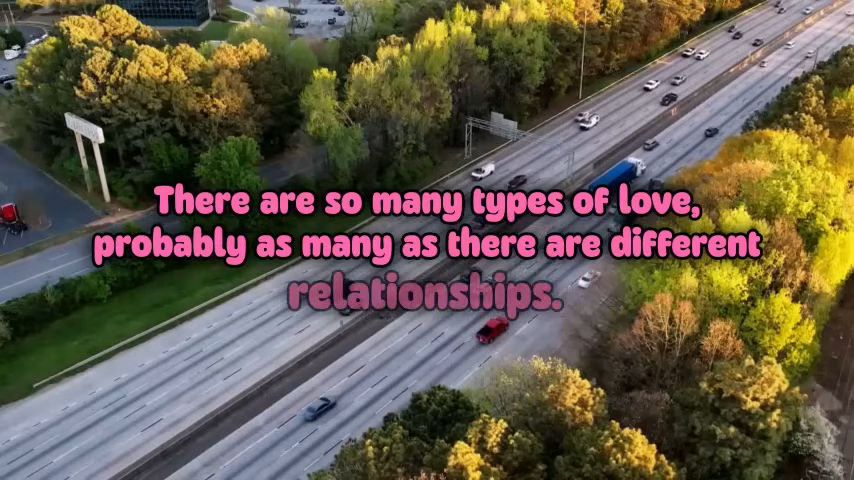 There are so many types of love,
probably as many as there are different
relationships.